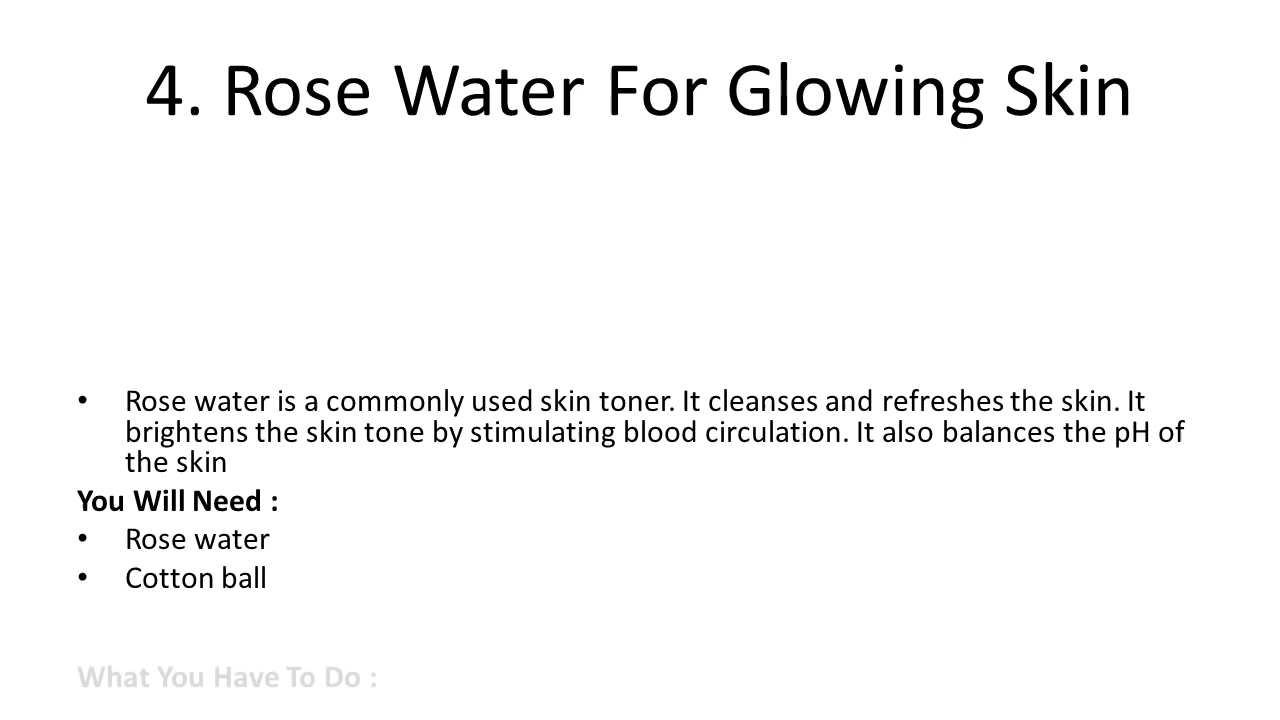 4. Rose Water For Glowing Skin
• Rose water is a commonly used skin toner. It cleanses and refreshes the skin. It
brightens the skin tone by stimulating blood circulation. It also balances the pH of
the skin
You Will Need :
• Rose water
• Cotton ball
What You Have To Do :